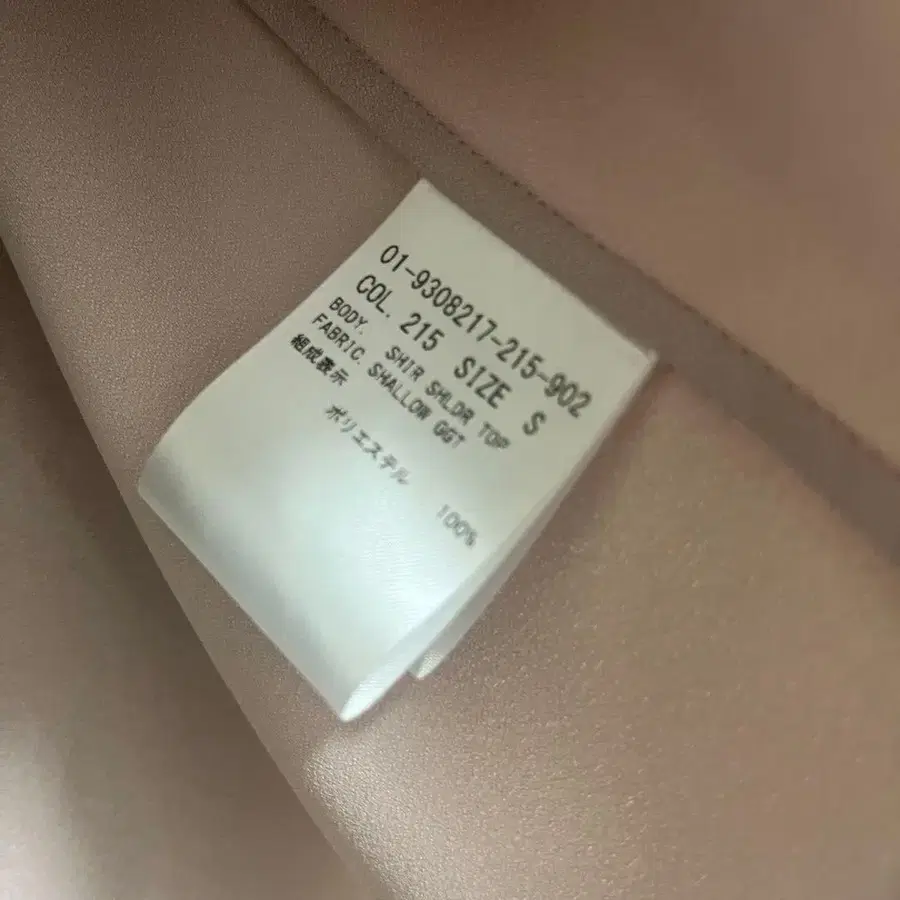 01-9308217-215-902
COL. 215 SIZE S
BODY. SHIR SHLDR TOP
FABRIC. SHALLOW GGT
組成表示
ポリエステル 100%